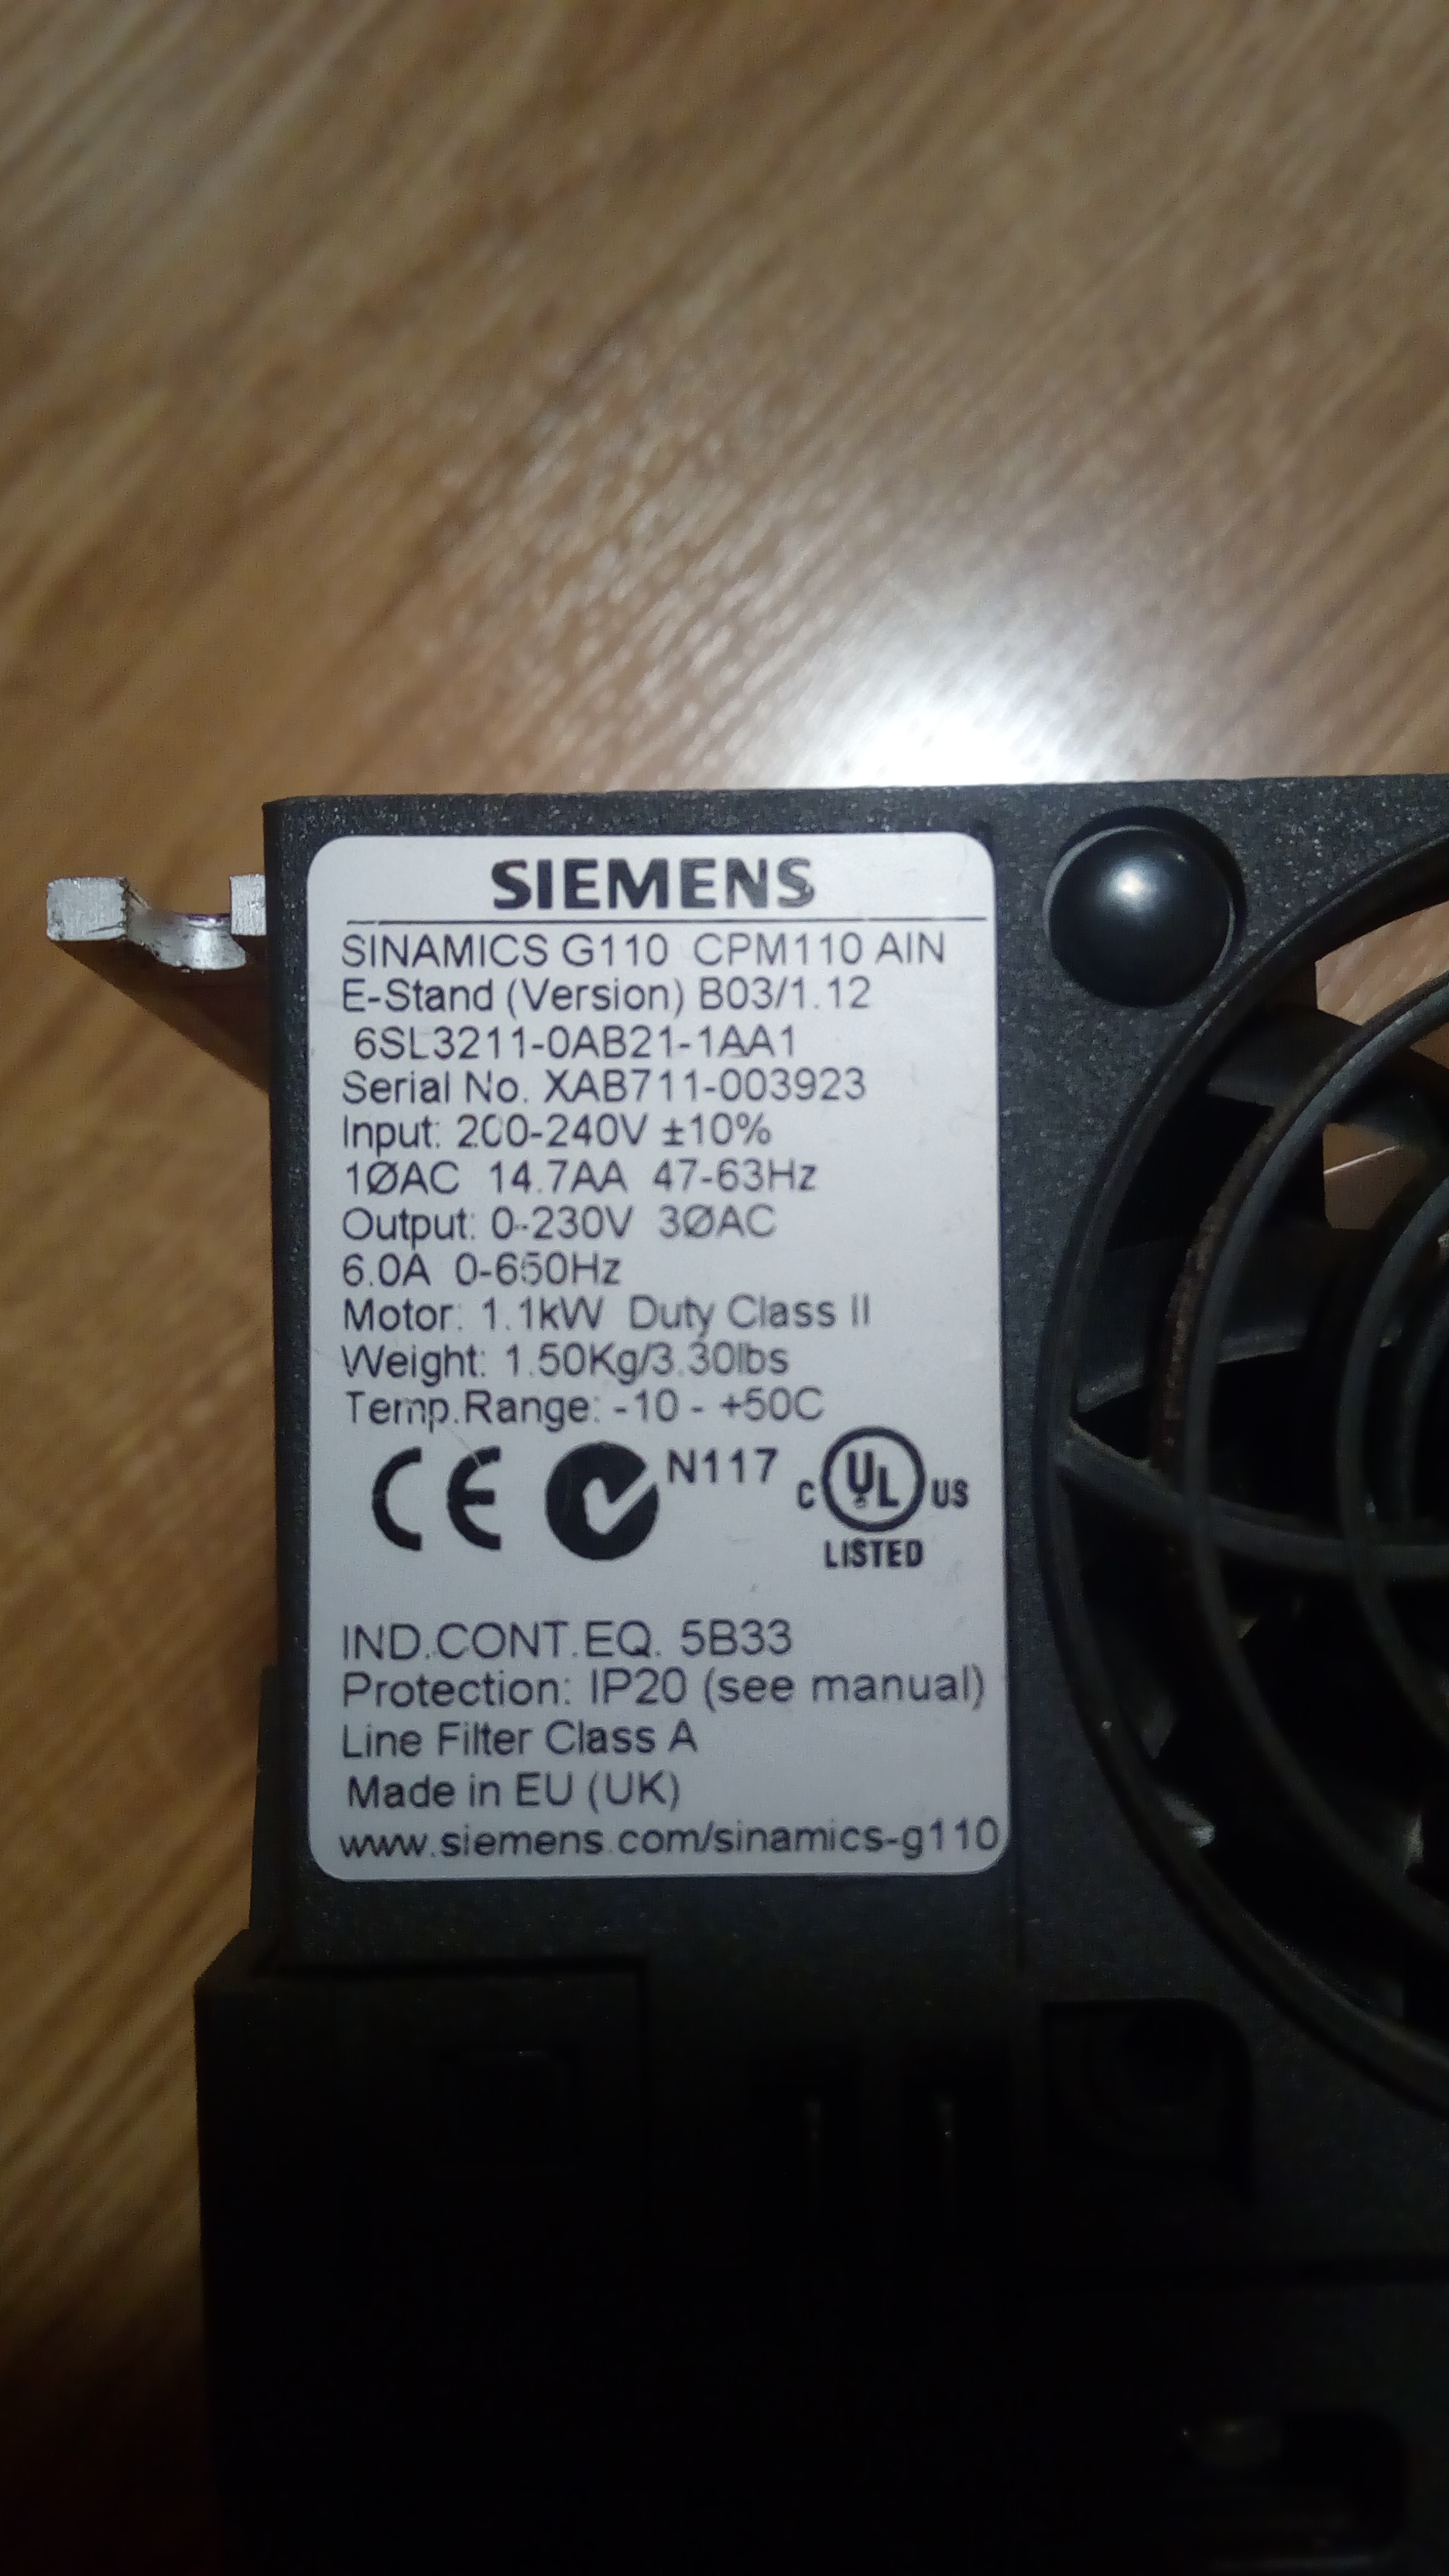 SIEMENS
SINAMICS G110 CPM110 AIN
E-Stand (Version) B03/1.12
6SL3211-0AB21-1AA1
Serial No. XAB711-003923
Input: 200-240V ±10%
1ØAC 14.7AA 47-63Hz
Output: 0-230V 3ØAC
6.0A 0-650Hz
Motor: 1.1kW Duty Class II
Weight: 1.50Kg/3.30lbs
Temp.Range: -10 - +50C
CE N117 C UL US
LISTED
IND.CONT.EQ. 5B33
Protection: IP20 (see manual)
Line Filter Class A
Made in EU (UK)
www.siemens.com/sinamics-g110